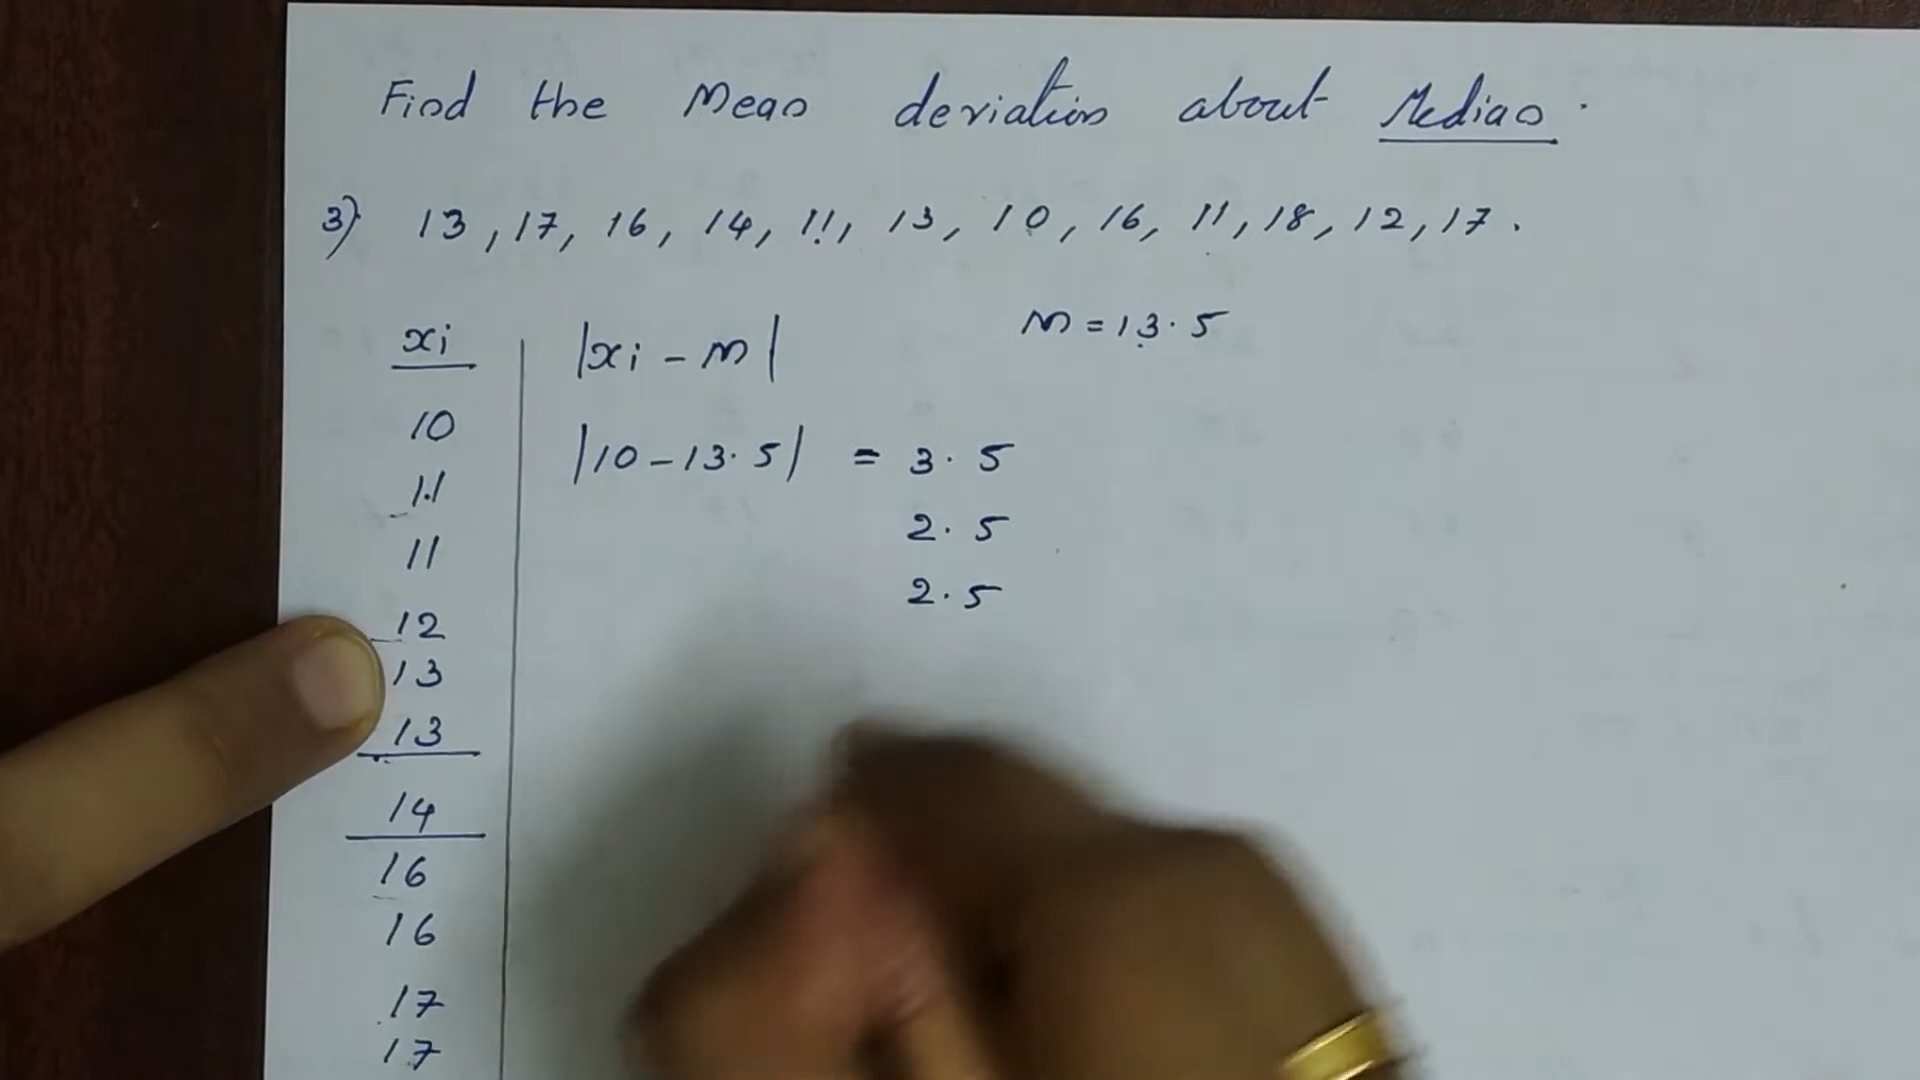 Find the Mean deviation about Median.
3) 13, 17, 16, 14, 11, 13, 10, 16, 11, 18, 12, 17.
xi |xi - M| M = 13.5
10 |10 - 13.5| = 3.5
11 2.5
11 2.5
12
13
13
14
16
16
17
17